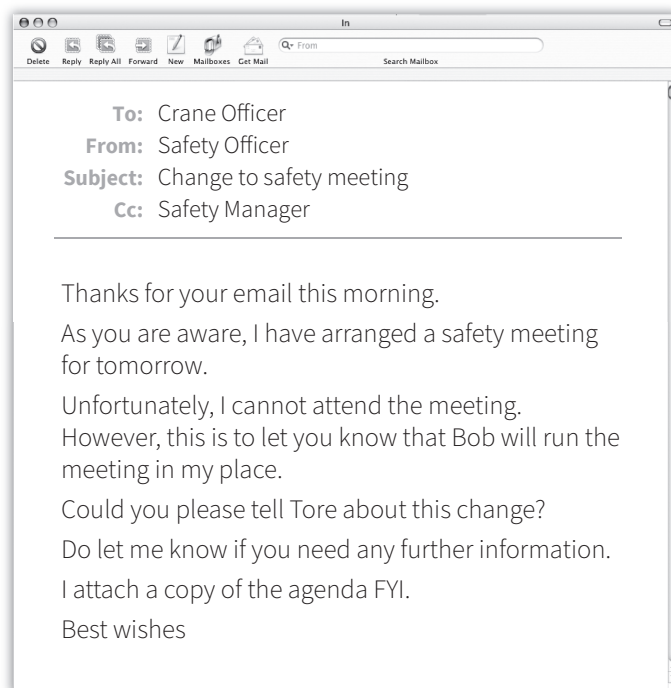 In
From
Delete Reply Reply All Forward New Mailboxes Get Mail Search Mailbox
To: Crane Officer
From: Safety Officer
Subject: Change to safety meeting
Cc: Safety Manager
Thanks for your email this morning.
As you are aware, I have arranged a safety meeting
for tomorrow.
Unfortunately, I cannot attend the meeting.
However, this is to let you know that Bob will run the
meeting in my place.
Could you please tell Tore about this change?
Do let me know if you need any further information.
I attach a copy of the agenda FYI.
Best wishes